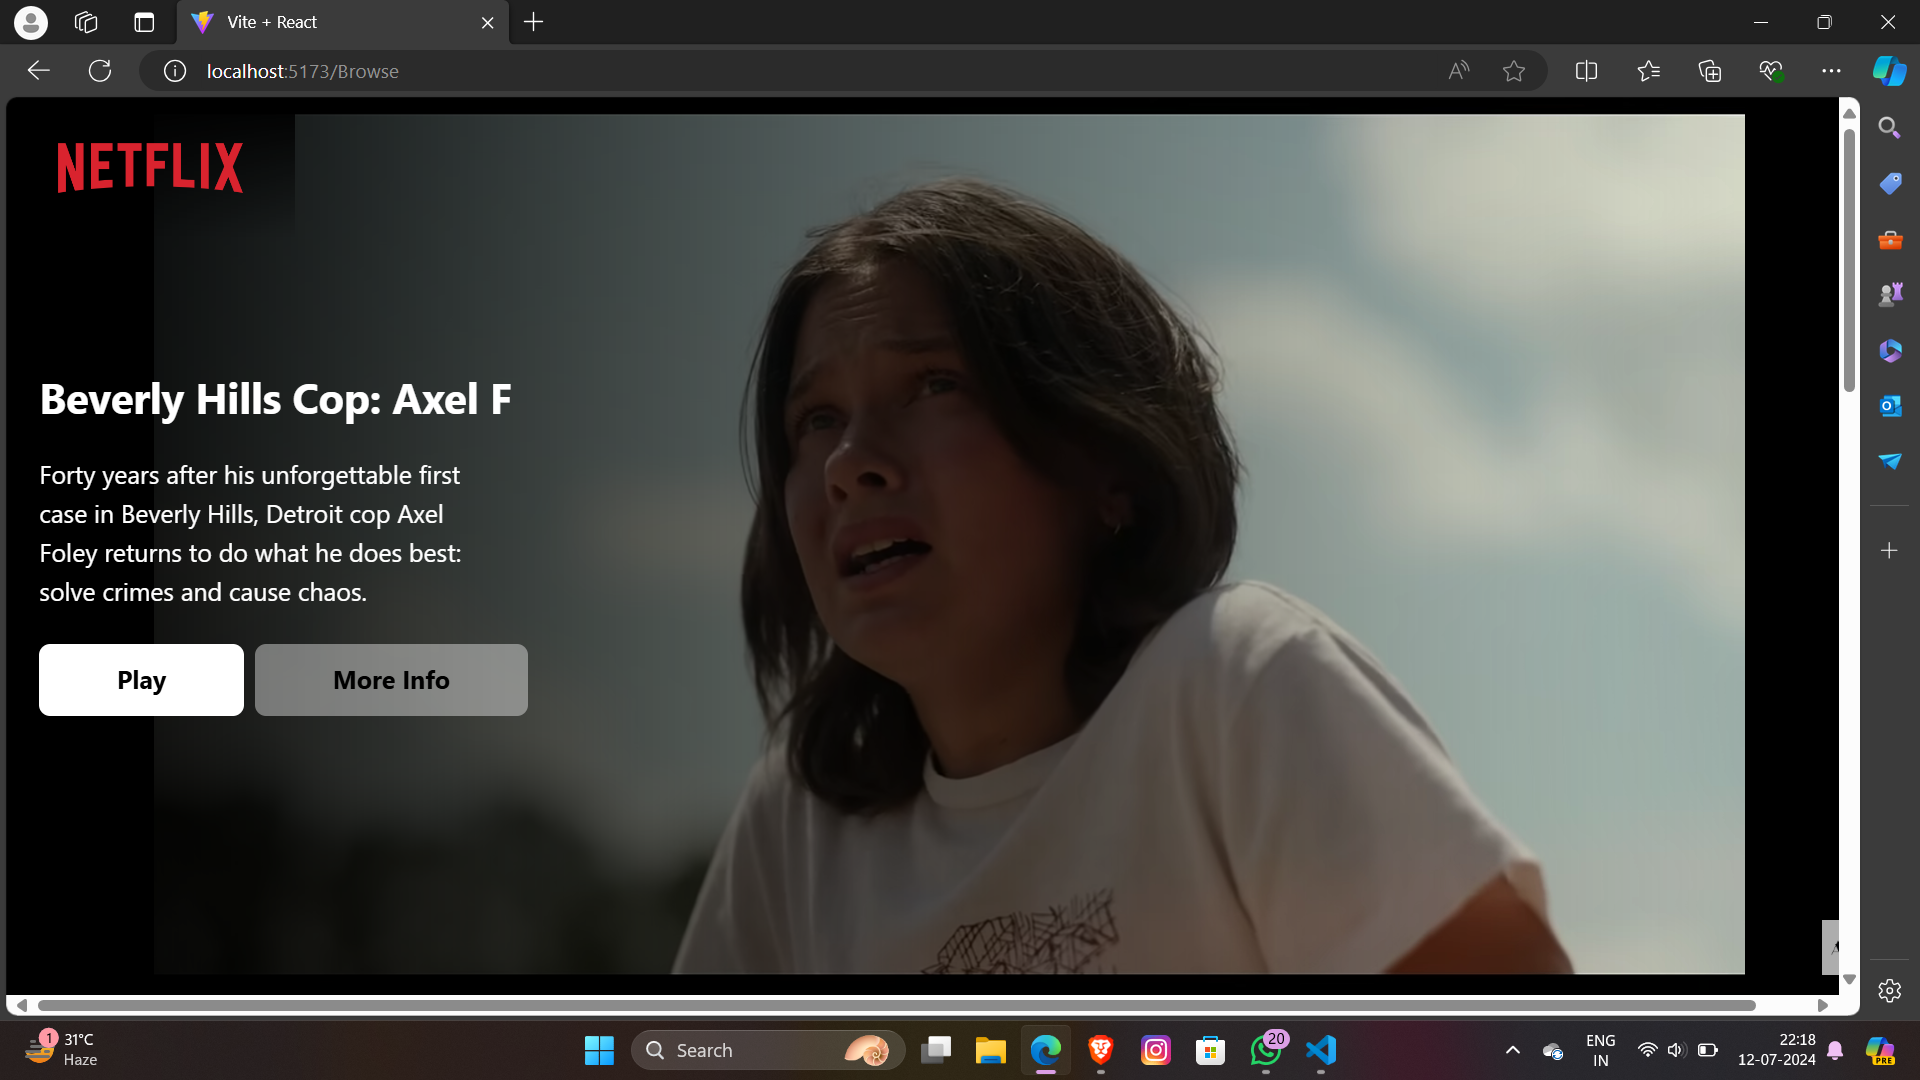 Vite + React
localhost:5173/Browse
NETFLIX
Beverly Hills Cop: Axel F
Forty years after his unforgettable first
case in Beverly Hills, Detroit cop Axel
Foley returns to do what he does best:
solve crimes and cause chaos.
Play
More Info
1
31°C
Haze
Search
20
ENG
IN
22:18
12-07-2024
PRE